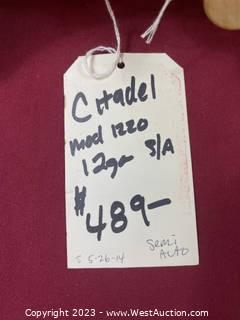 Citadel
mod 1220
12ga S/A
$489-
S 5-26-14
Semi
AUTO
Copyright 2023 - www.WestAuction.com